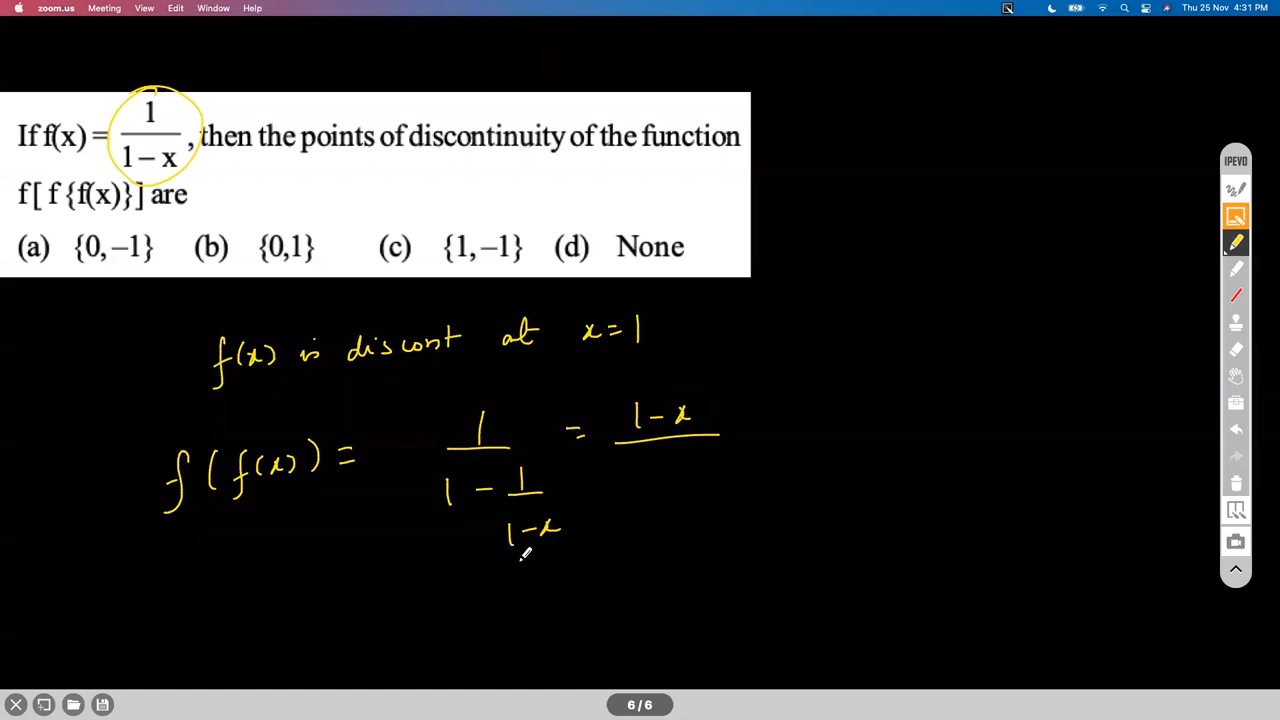 zoom.us Meeting View Edit Window Help Thu 25 Nov 4:31 PM
If f(x) = 1/(1 – x), then the points of discontinuity of the function
f[ f {f(x)}] are
(a) {0, –1} (b) {0,1} (c) {1, –1} (d) None
IPEVO
f(x) is discont at x = 1
f(f(x)) = 1/(1 - 1/(1-x)) = 1-x
6 / 6